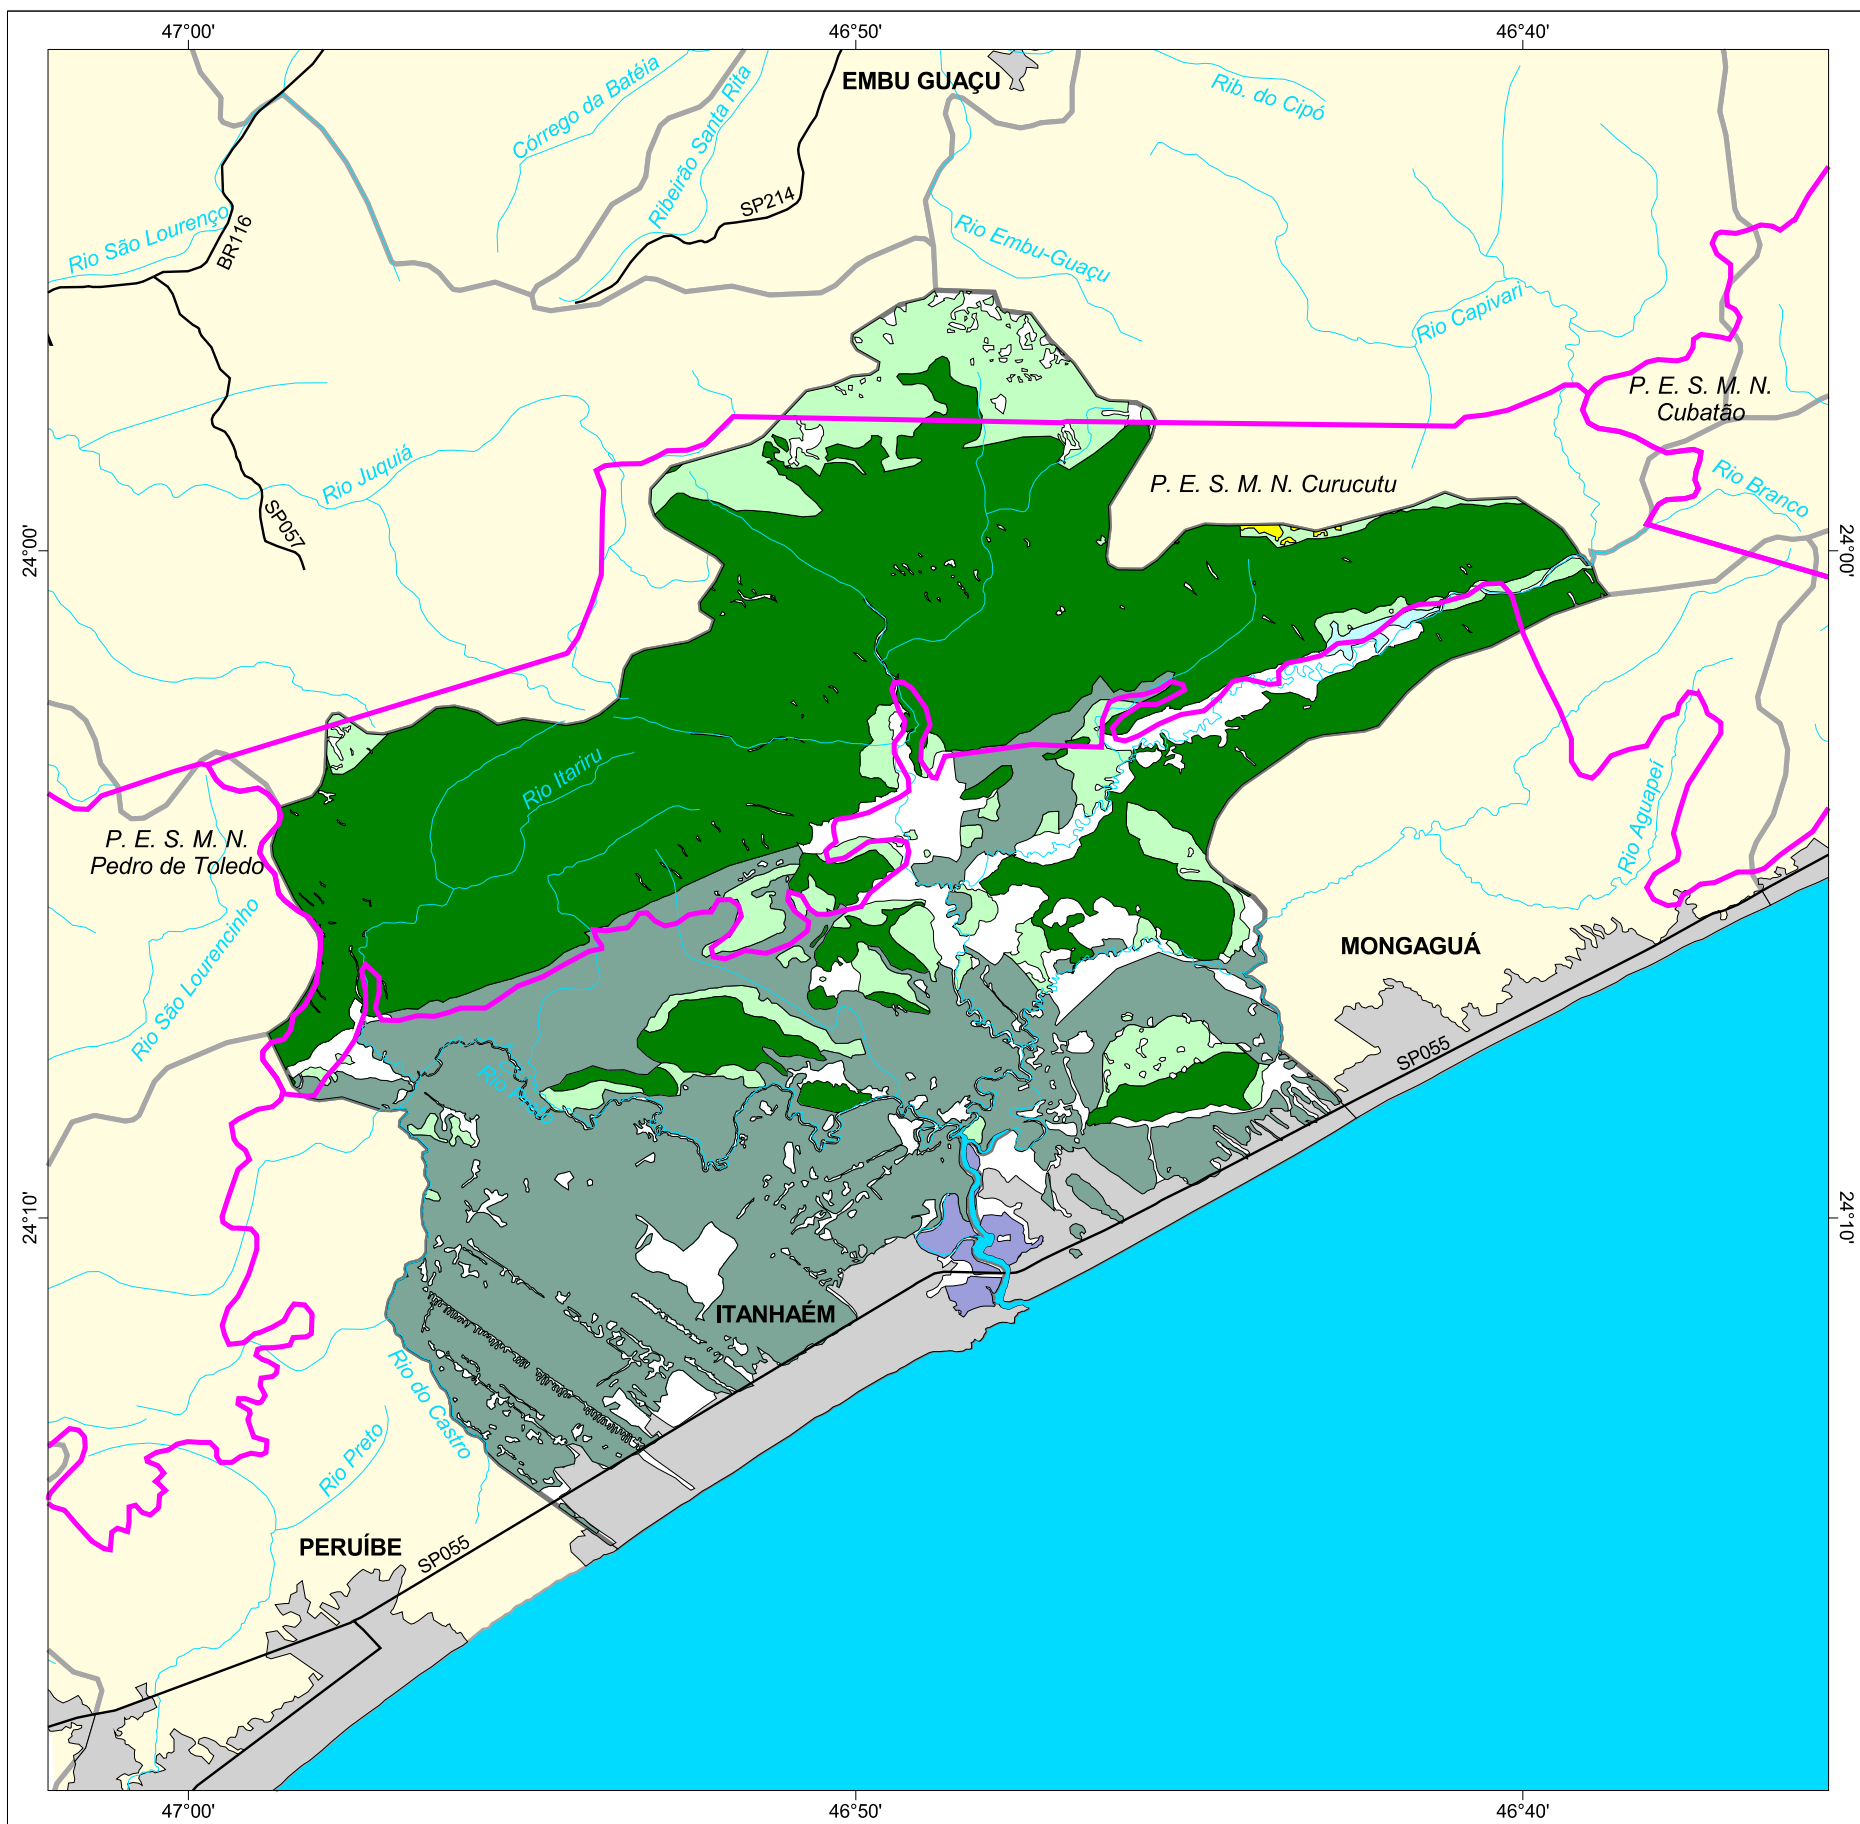 47°00' 46°50' 46°40'
EMBU GUAÇU
Córrego da Batéia
Ribeirão Santa Rita
Rib. do Cipó
SP214
Rio São Lourenço
BR116
Rio Embu-Guaçu
Rio Capivari
P. E. S. M. N.
Cubatão
Rio Juquiá
P. E. S. M. N. Curucutu
Rio Branco
SP057
24°00' 24°00'
Rio Itariru
P. E. S. M. N.
Pedro de Toledo
Rio Aguapeí
Rio São Lourencinho
MONGAGUÁ
SP055
Rio Preto
24°10' 24°10'
ITANHAÉM
Rio do Castro
Rio Preto
PERUÍBE
SP055
47°00' 46°50' 46°40'